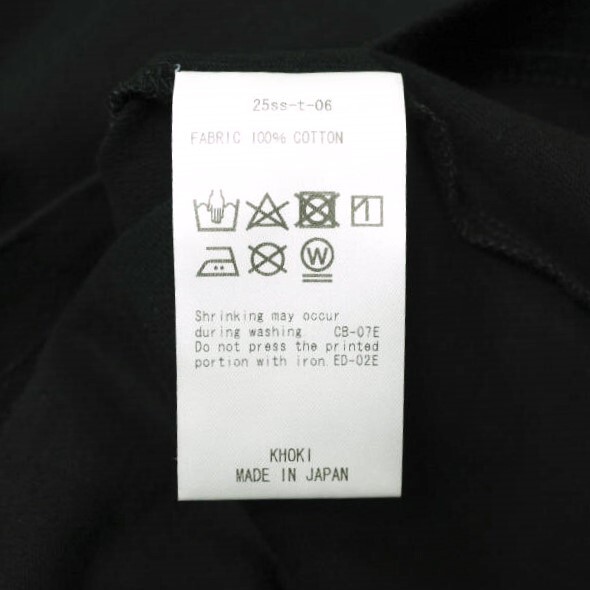 25ss-t-06
FABRIC 100% COTTON
W
Shrinking may occur
during washing CB-07E
Do not press the printed
portion with iron ED-02E
KHOKI
MADE IN JAPAN